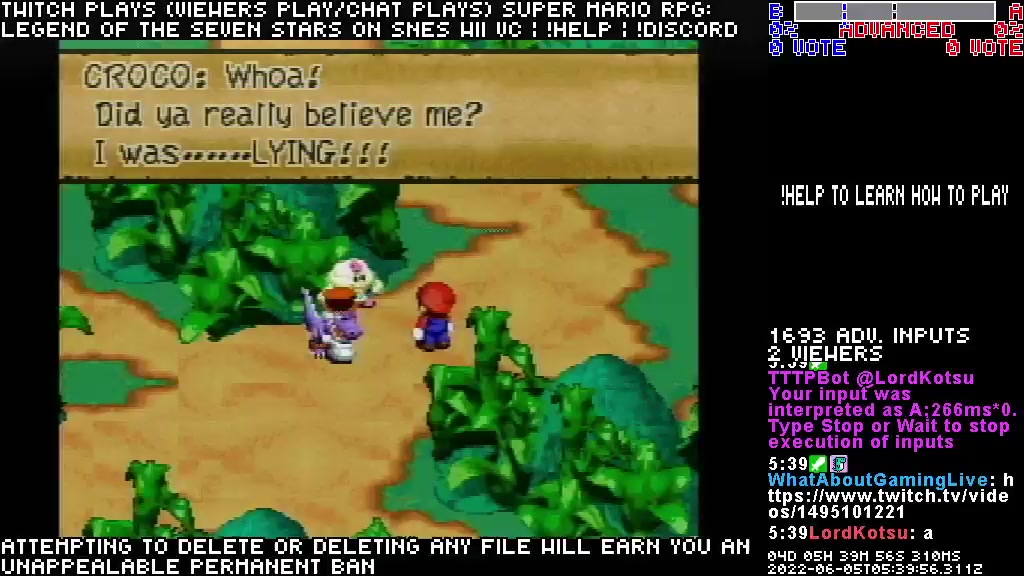 TWITCH PLAYS (VIEWERS PLAY/CHAT PLAYS) SUPER MARIO RPG:
LEGEND OF THE SEVEN STARS ON SNES WII VC ¦ !HELP ¦ !DISCORD
CROCO: Whoa!
Did ya really believe me?
I was------LYING!!!
B A
0% ADVANCED 0%
0 VOTE 0 VOTE
!HELP TO LEARN HOW TO PLAY
1693 ADV. INPUTS
2 VIEWERS
5:39
TTTPBot @LordKotsu
Your input was
interpreted as A;266ms*0.
Type Stop or Wait to stop
execution of inputs
5:39
WhatAboutGamingLive: h
ttps://www.twitch.tv/vide
os/1495101221
5:39LordKotsu: a
04D 05H 39M 56S 310MS
2022-06-05T05:39:56.311Z
ATTEMPTING TO DELETE OR DELETING ANY FILE WILL EARN YOU AN
UNAPPEALABLE PERMANENT BAN